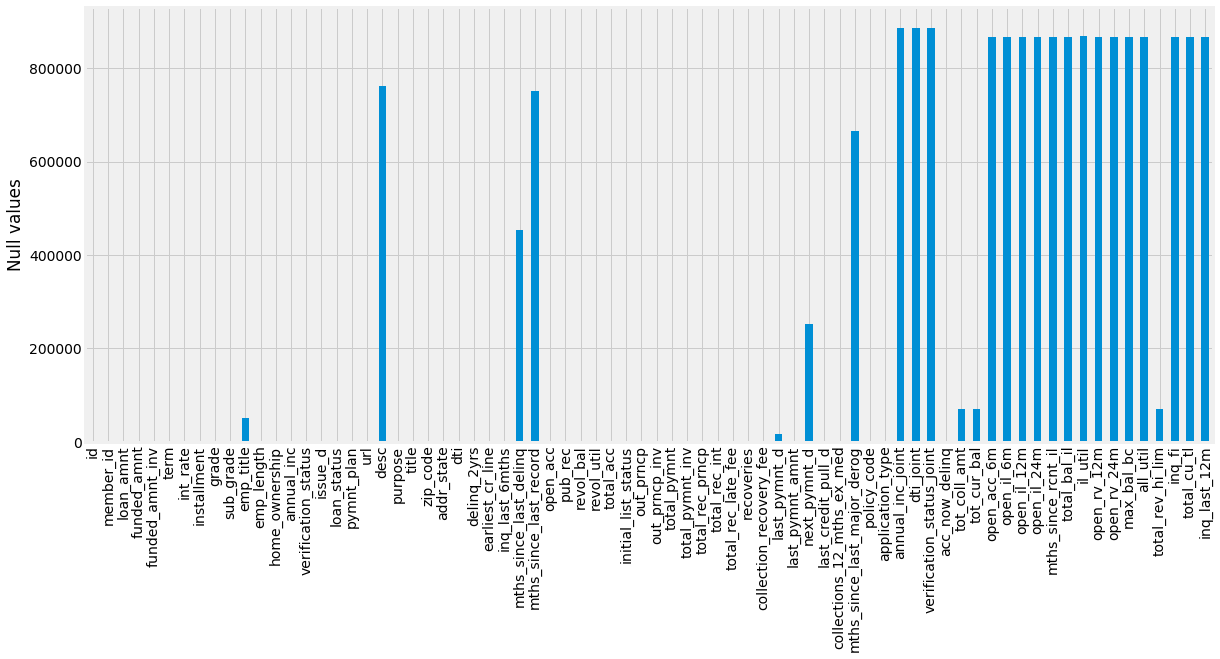 Null values
800000
600000
400000
200000
0
id
member_id
loan_amnt
funded_amnt
funded_amnt_inv
term
int_rate
installment
grade
sub_grade
emp_title
emp_length
home_ownership
annual_inc
verification_status
issue_d
loan_status
pymnt_plan
url
desc
purpose
title
zip_code
addr_state
dti
delinq_2yrs
earliest_cr_line
inq_last_6mths
mths_since_last_delinq
mths_since_last_record
open_acc
pub_rec
revol_bal
revol_util
total_acc
initial_list_status
out_prncp
out_prncp_inv
total_pymnt
total_pymnt_inv
total_rec_prncp
total_rec_int
total_rec_late_fee
recoveries
collection_recovery_fee
last_pymnt_d
last_pymnt_amnt
next_pymnt_d
last_credit_pull_d
collections_12_mths_ex_med
mths_since_last_major_derog
policy_code
application_type
annual_inc_joint
dti_joint
verification_status_joint
acc_now_delinq
tot_coll_amt
tot_cur_bal
open_acc_6m
open_il_6m
open_il_12m
open_il_24m
mths_since_rcnt_il
total_bal_il
il_util
open_rv_12m
open_rv_24m
max_bal_bc
all_util
total_rev_hi_lim
inq_fi
total_cu_tl
inq_last_12m